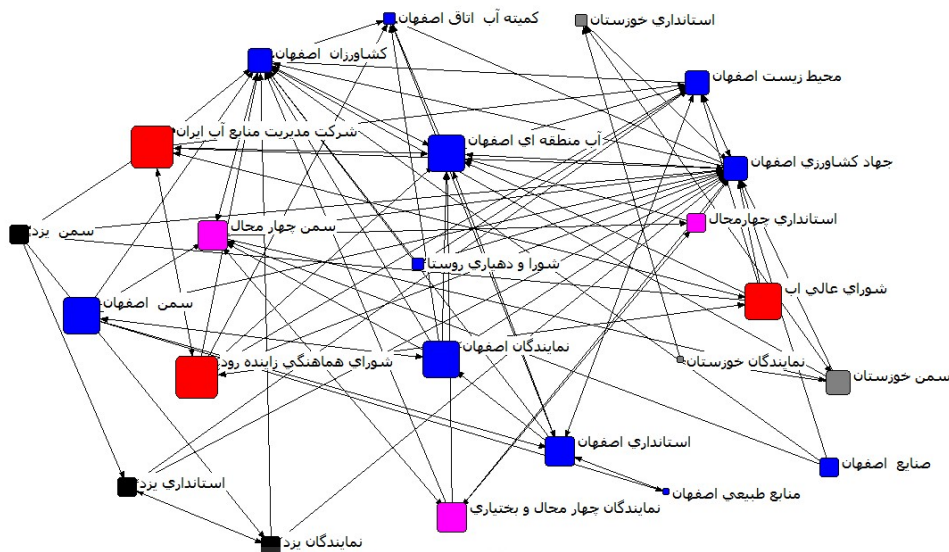 كميته آب اتاق اصفهان
استانداري خوزستان
كشاورزان اصفهان
محيط زيست اصفهان
شركت مديريت منابع آب ايران
آب منطقه اي اصفهان
جهاد كشاورزي اصفهان
استانداري چهارمحال
سمن چهار محال
سمن يزد
شورا و دهياري روستا
شوراي عالي اب
سمن اصفهان
نمايندگان اصفهان
شوراي هماهنگي زاينده رود
نمايندگان خوزستان
سمن خوزستان
استانداري اصفهان
صنايع اصفهان
استانداري يزد
منابع طبيعي اصفهان
نمايندگان چهار محال و بختياري
نمايندگان يزد